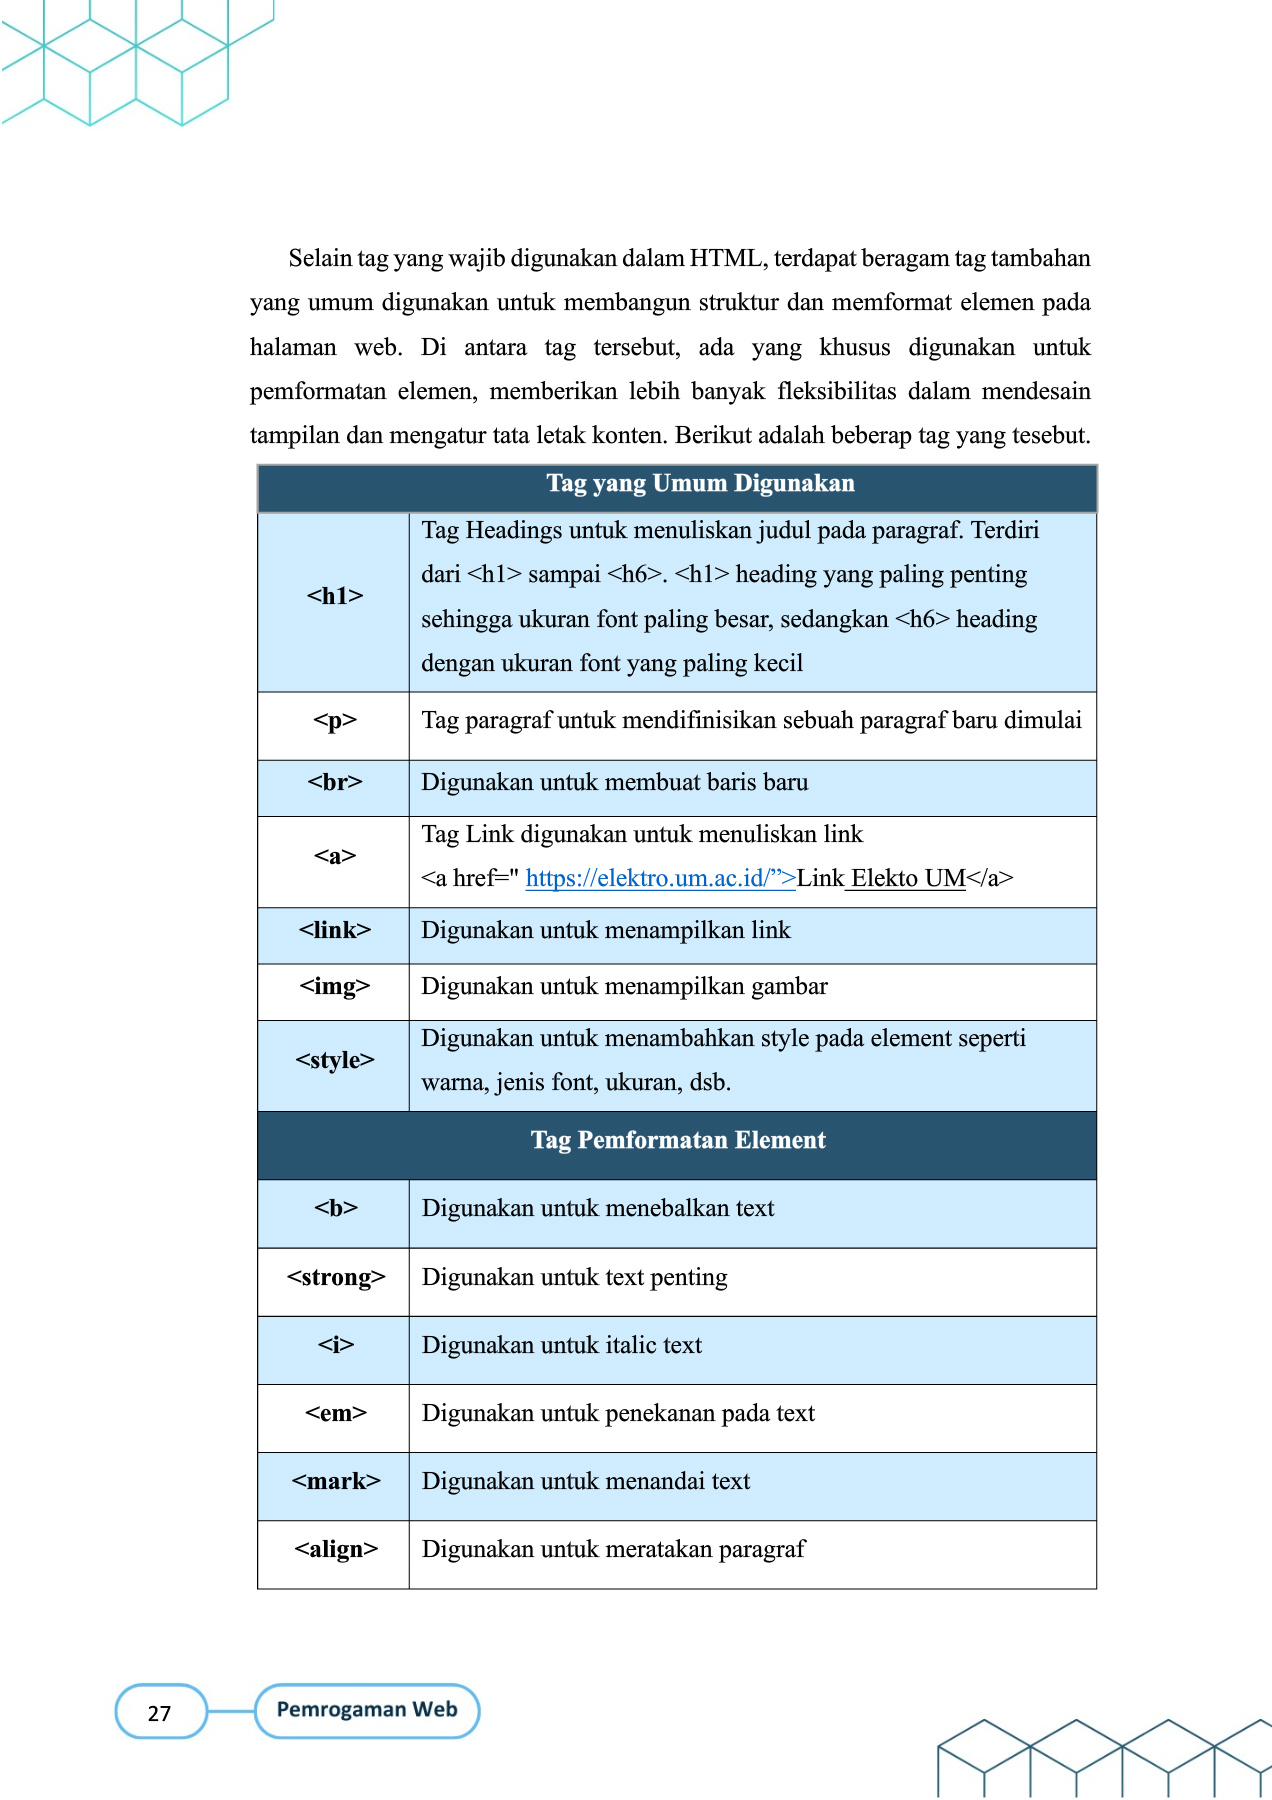 Selain tag yang wajib digunakan dalam HTML, terdapat beragam tag tambahan
yang umum digunakan untuk membangun struktur dan memformat elemen pada
halaman web. Di antara tag tersebut, ada yang khusus digunakan untuk
pemformatan elemen, memberikan lebih banyak fleksibilitas dalam mendesain
tampilan dan mengatur tata letak konten. Berikut adalah beberap tag yang tesebut.
Tag yang Umum Digunakan
<h1>
Tag Headings untuk menuliskan judul pada paragraf. Terdiri
dari <h1> sampai <h6>. <h1> heading yang paling penting
sehingga ukuran font paling besar, sedangkan <h6> heading
dengan ukuran font yang paling kecil
<p>
Tag paragraf untuk mendifinisikan sebuah paragraf baru dimulai
<br>
Digunakan untuk membuat baris baru
<a>
Tag Link digunakan untuk menuliskan link
<a href=" https://elektro.um.ac.id/”>Link Elekto UM</a>
<link>
Digunakan untuk menampilkan link
<img>
Digunakan untuk menampilkan gambar
<style>
Digunakan untuk menambahkan style pada element seperti
warna, jenis font, ukuran, dsb.
Tag Pemformatan Element
<b>
Digunakan untuk menebalkan text
<strong>
Digunakan untuk text penting
<i>
Digunakan untuk italic text
<em>
Digunakan untuk penekanan pada text
<mark>
Digunakan untuk menandai text
<align>
Digunakan untuk meratakan paragraf
27
Pemrogaman Web